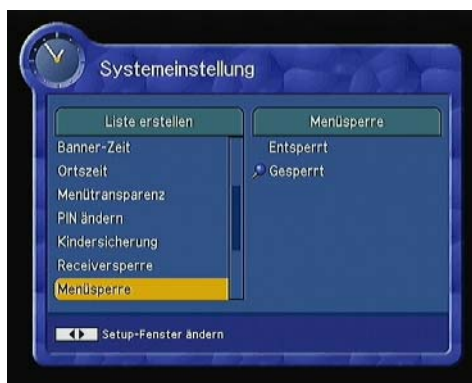 Systemeinstellung
Liste erstellen
Menüsperre
Banner-Zeit
Entsperrt
Ortszeit
Gesperrt
Menütransparenz
PIN ändern
Kindersicherung
Receiversperre
Menüsperre
Setup-Fenster ändern